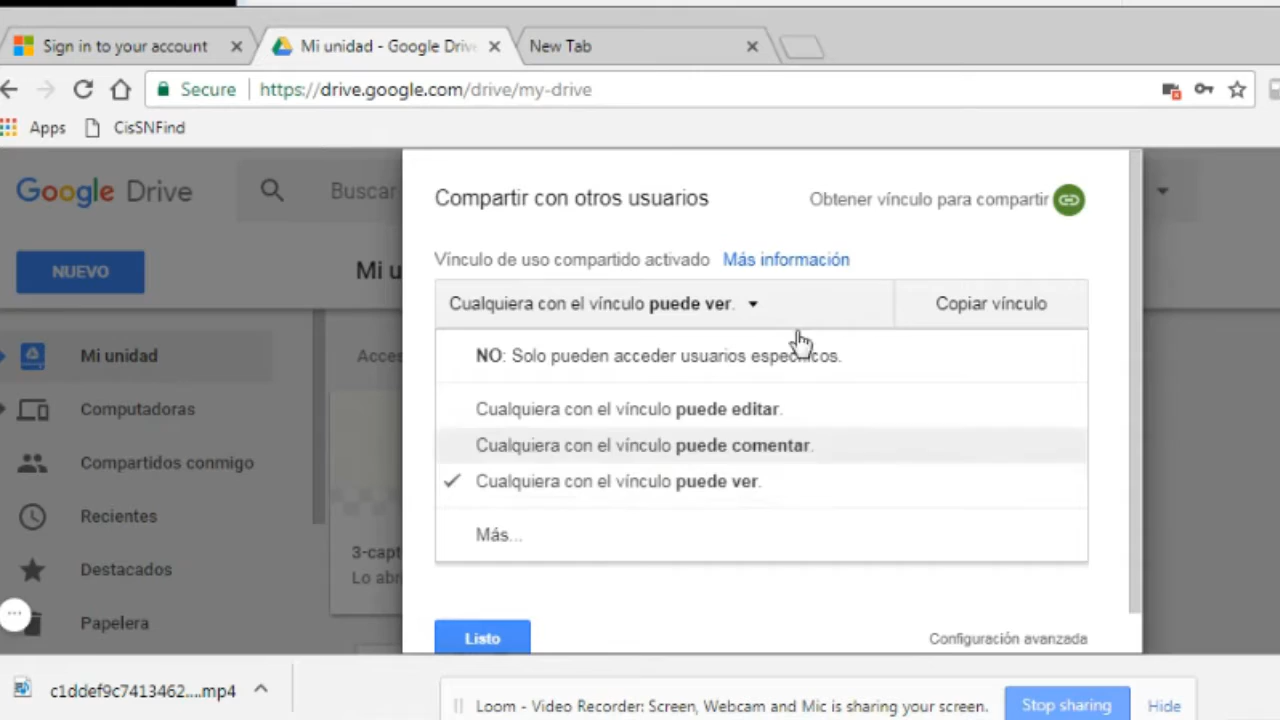 Sign in to your account
Mi unidad - Google Drive
New Tab
Secure
https://drive.google.com/drive/my-drive
Apps
CisSNFind
Google Drive
Buscar
Compartir con otros usuarios
Obtener vínculo para compartir
Vínculo de uso compartido activado Más información
NUEVO
Mi u
Cualquiera con el vínculo puede ver.
Copiar vínculo
NO: Solo pueden acceder usuarios específicos.
Cualquiera con el vínculo puede editar.
Cualquiera con el vínculo puede comentar.
Cualquiera con el vínculo puede ver.
Más...
Mi unidad
Acces
Computadoras
Compartidos conmigo
Recientes
Destacados
Papelera
3-capt
Lo abri
Listo
Configuración avanzada
c1ddef9c7413462....mp4
Loom - Video Recorder: Screen, Webcam and Mic is sharing your screen.
Stop sharing
Hide